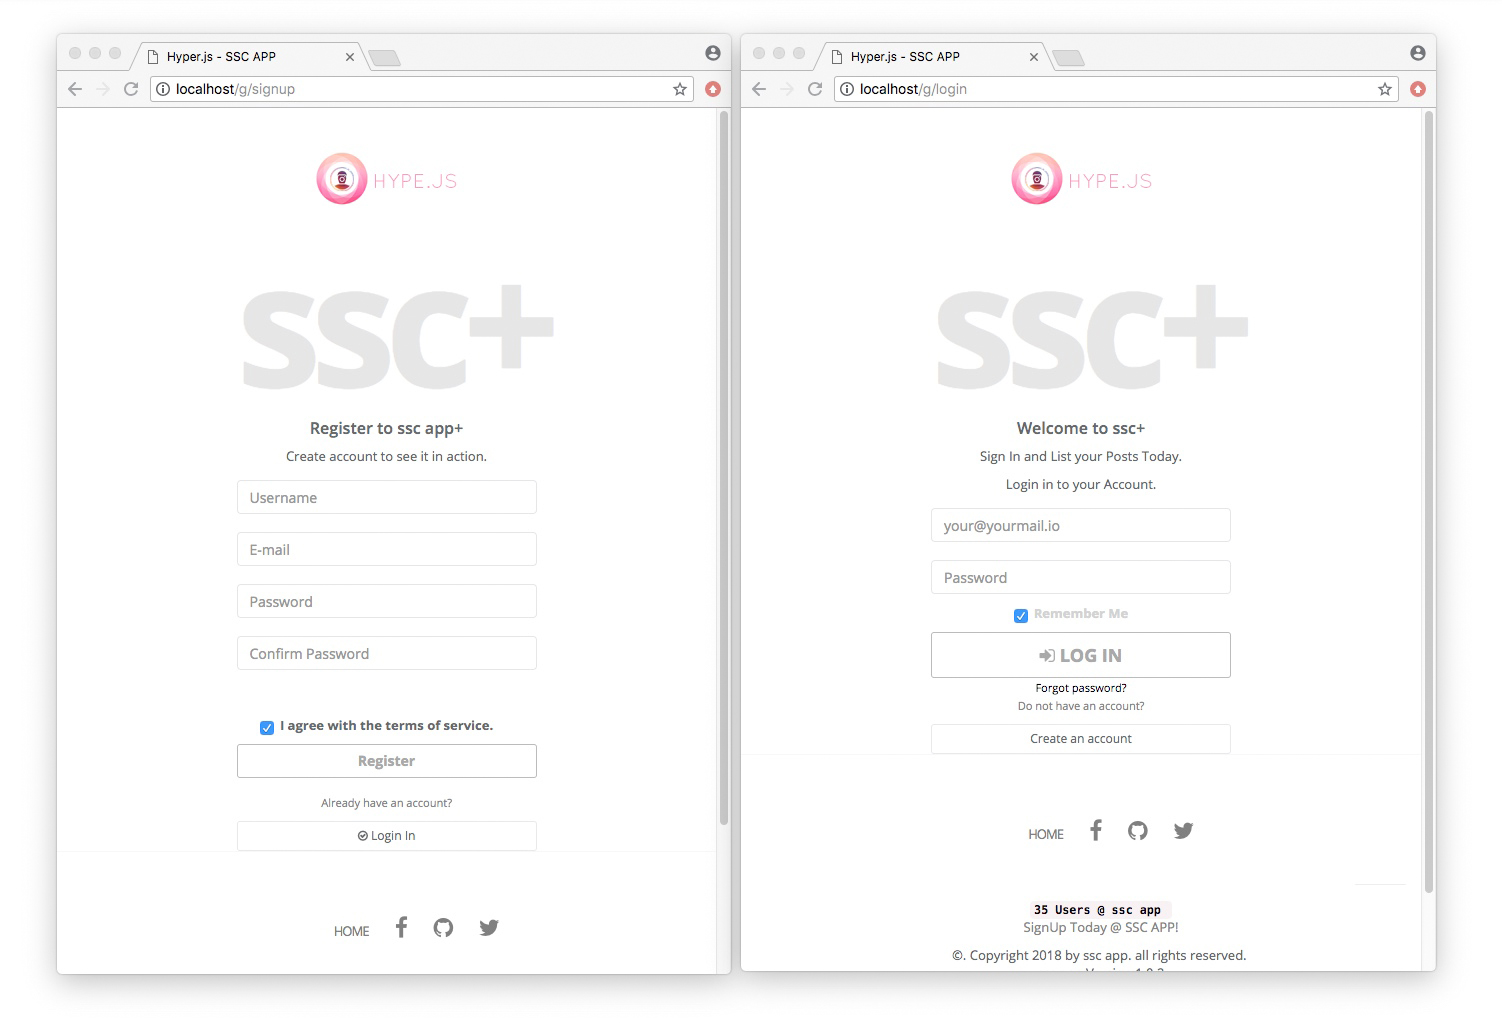 Hyper.js - SSC APP
localhost/g/signup
HYPE.JS
ssc+
Register to ssc app+
Create account to see it in action.
Username
E-mail
Password
Confirm Password
I agree with the terms of service.
Register
Already have an account?
Login In
HOME
Hyper.js - SSC APP
localhost/g/login
HYPE.JS
ssc+
Welcome to ssc+
Sign In and List your Posts Today.
Login in to your Account.
your@yourmail.io
Password
Remember Me
LOG IN
Forgot password?
Do not have an account?
Create an account
HOME
35 Users @ ssc app
SignUp Today @ SSC APP!
©. Copyright 2018 by ssc app. all rights reserved.